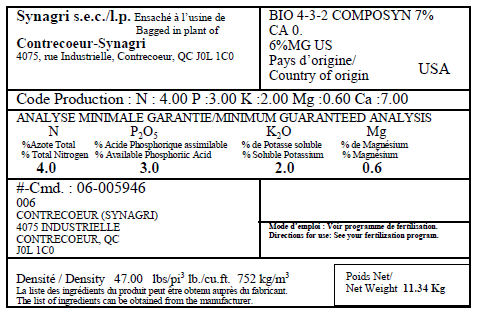 Synagri s.e.c./l.p. Ensaché à l'usine de
Bagged in plant of
Contrecoeur-Synagri
4075, rue Industrielle, Contrecoeur, QC J0L 1C0
BIO 4-3-2 COMPOSYN 7%
CA 0.
6%MG US
Pays d'origine/
Country of origin USA
Code Production : N : 4.00 P :3.00 K :2.00 Mg :0.60 Ca :7.00
ANALYSE MINIMALE GARANTIE/MINIMUM GUARANTEED ANALYSIS
N P₂O₅ K₂O Mg
%Azote Total % Acide Phosphorique assimilable % de Potasse soluble % de Magnésium
% Total Nitrogen % Available Phosphoriic Acid % Soluble Potassium % Magnésium
4.0 3.0 2.0 0.6
#-Cmd. : 06-005946
006
CONTRECOEUR (SYNAGRI)
4075 INDUSTRIELLE
CONTRECOEUR, QC
J0L 1C0
Mode d'emploi : Voir programme de fertilisation.
Directions for use: See your fertilization program.
Densité / Density 47.00 lbs/pi³ lb./cu.ft. 752 kg/m³
La liste des ingrédients du produit peut être obtenu auprès du fabricant.
The list of ingredients can be obtained from the manufacturer.
Poids Net/
Net Weight 11.34 Kg